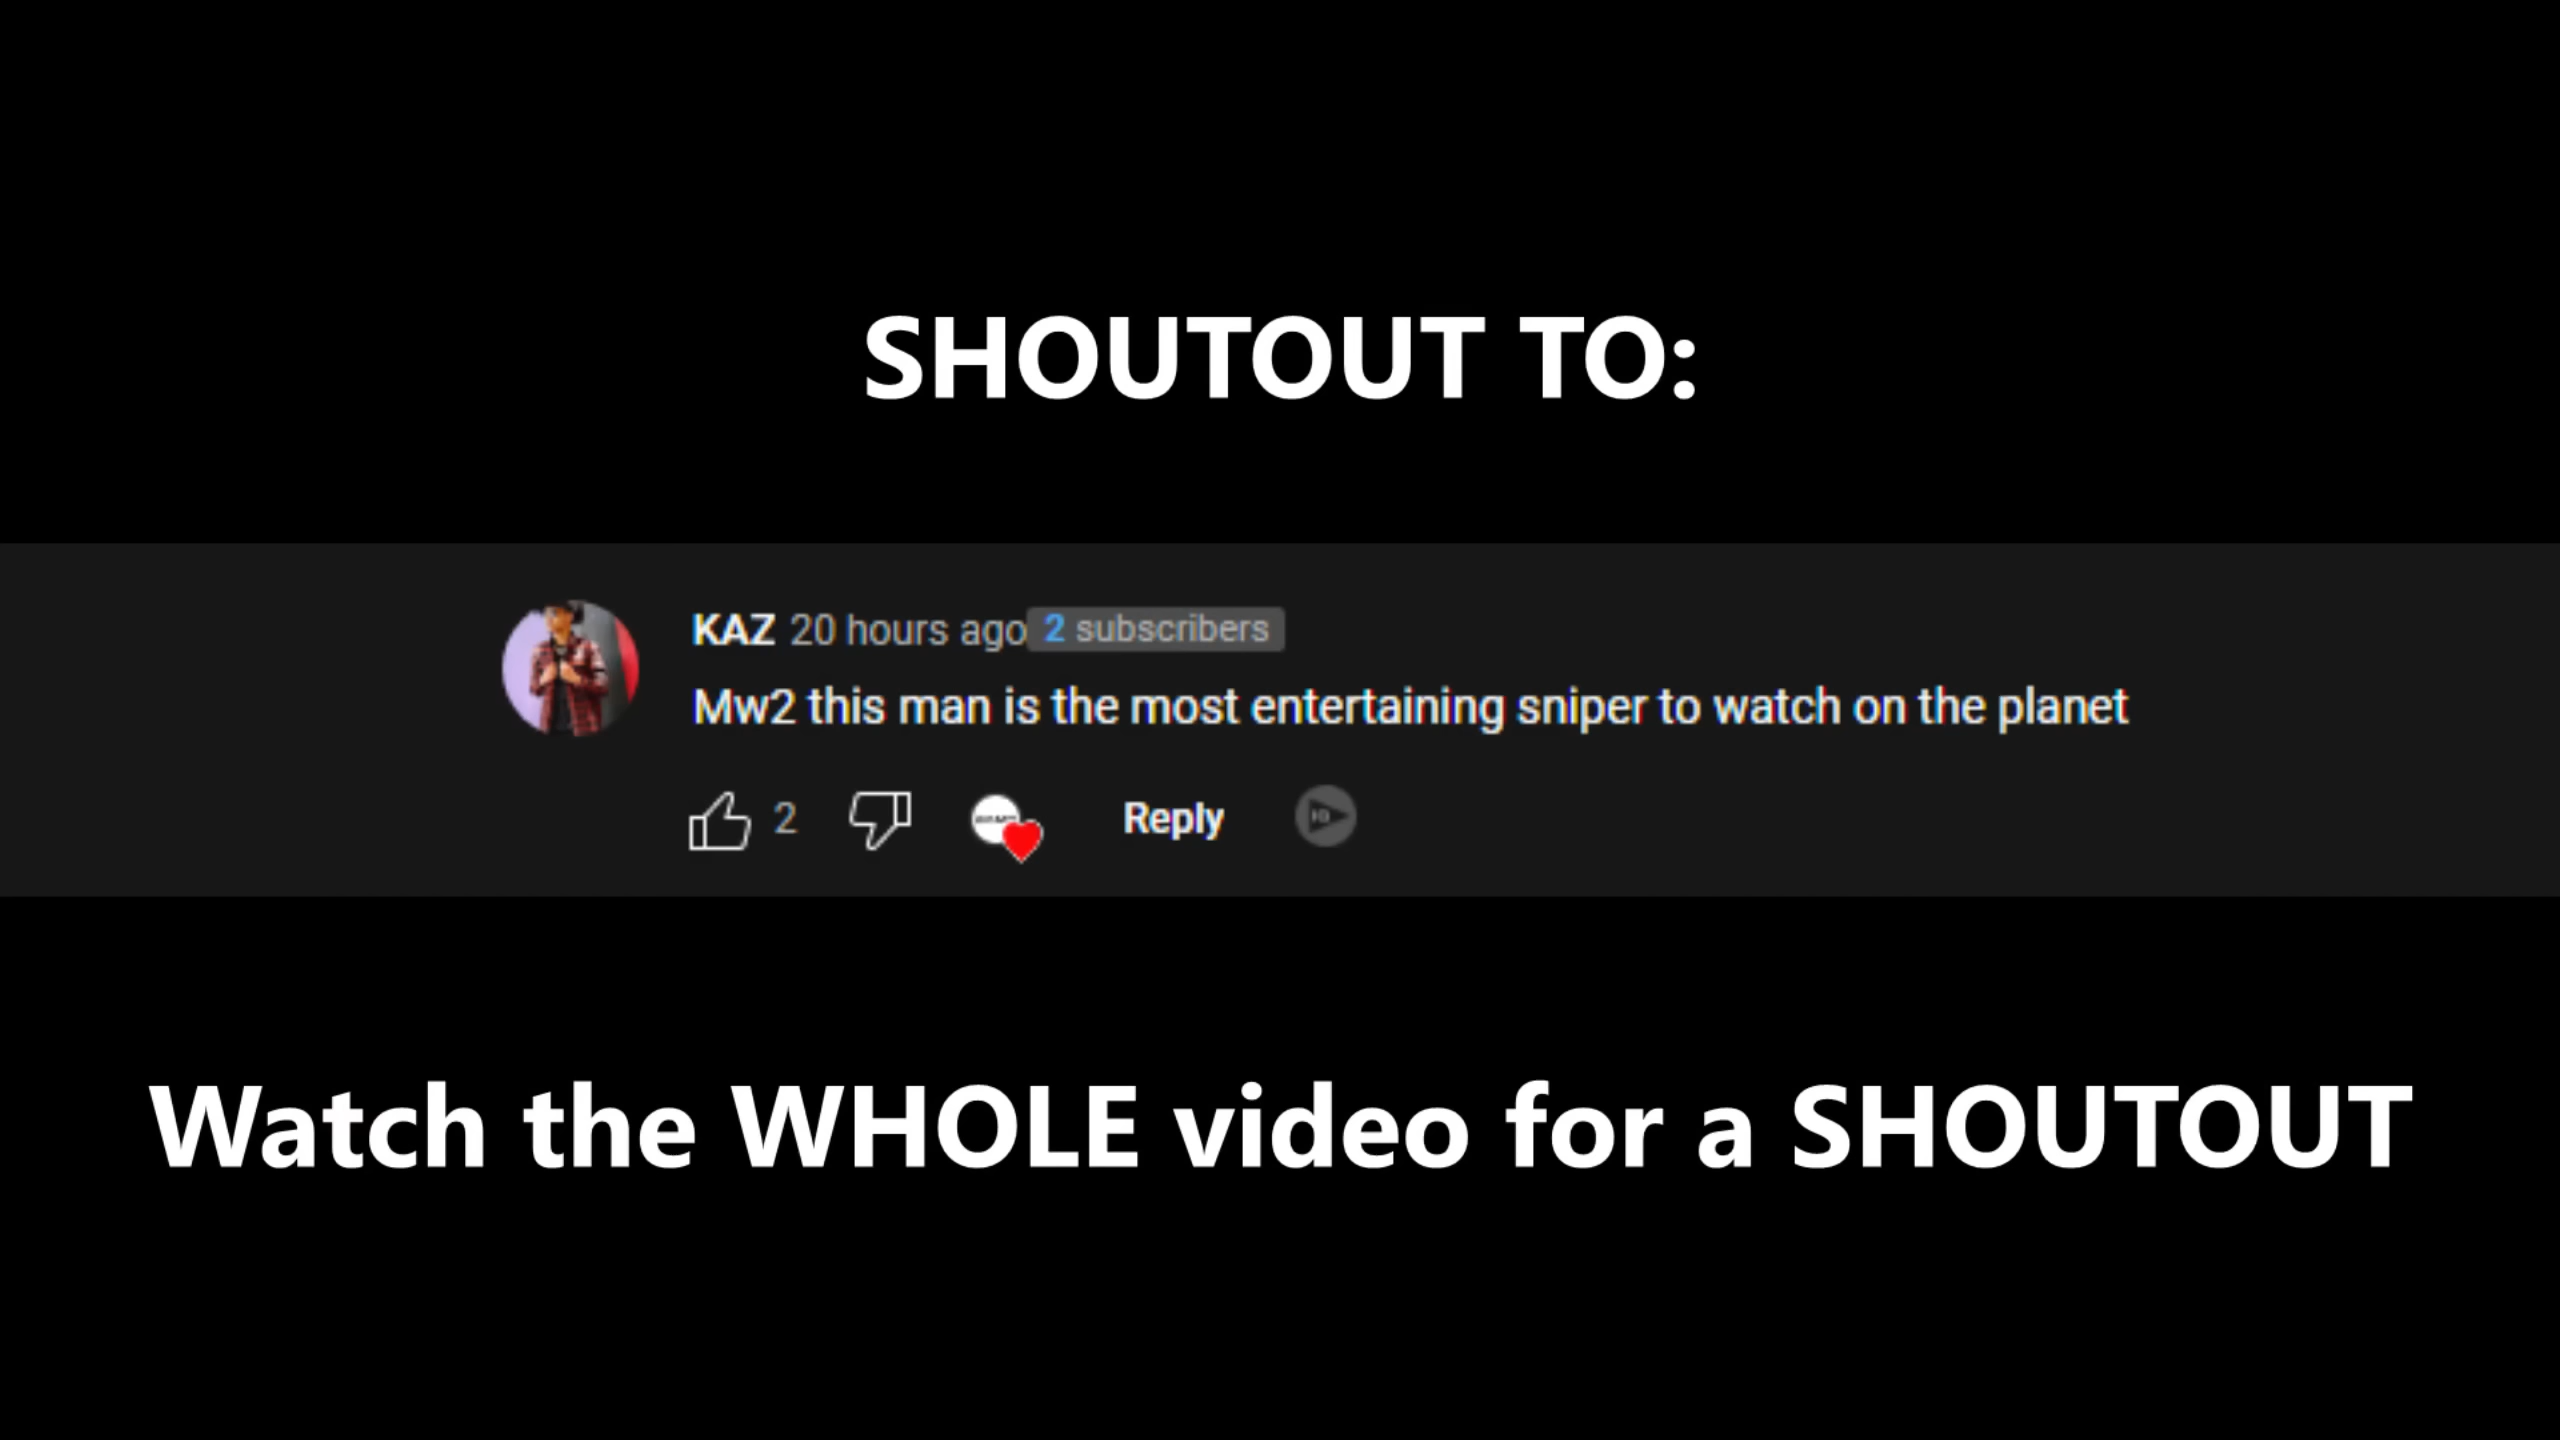 SHOUTOUT TO:
KAZ 20 hours ago 2 subscribers
Mw2 this man is the most entertaining sniper to watch on the planet
2 Reply
Watch the WHOLE video for a SHOUTOUT